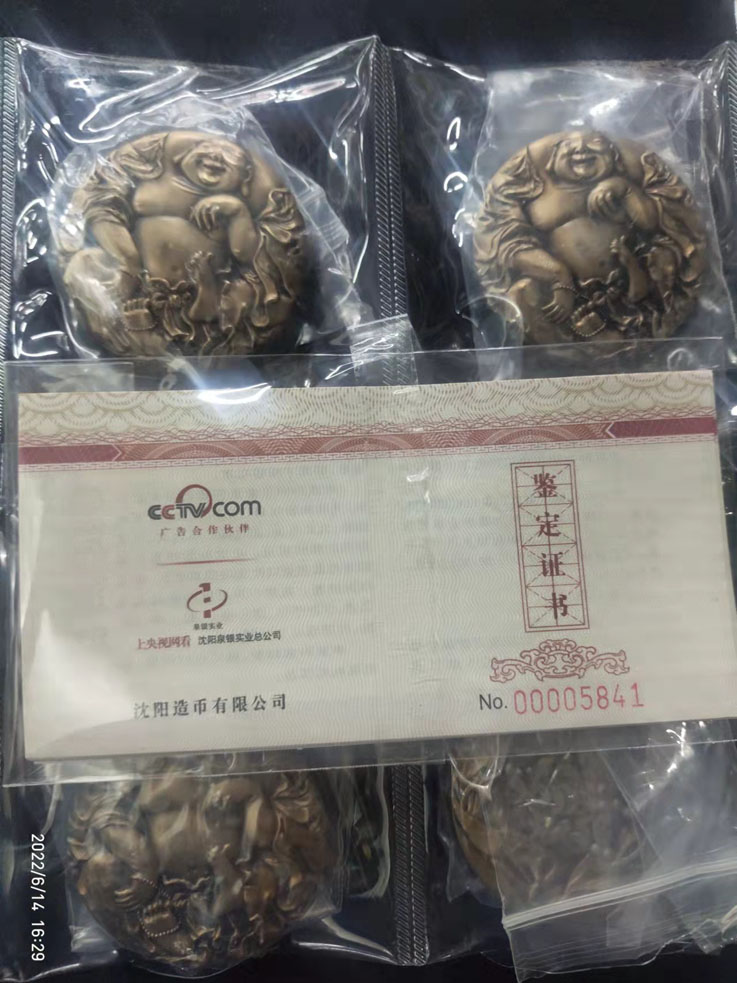 CCTV.com
广告合作伙伴
泉银实业
上央视网看 沈阳泉银实业总公司
沈阳造币有限公司
鉴定证书
No. 00005841
2022/6/14 16:29